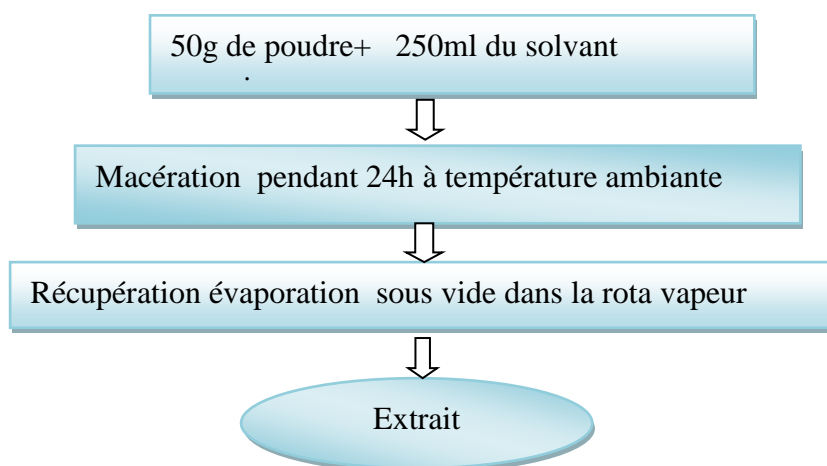 50g de poudre+ 250ml du solvant
.
Macération pendant 24h à température ambiante
Récupération évaporation sous vide dans la rota vapeur
Extrait